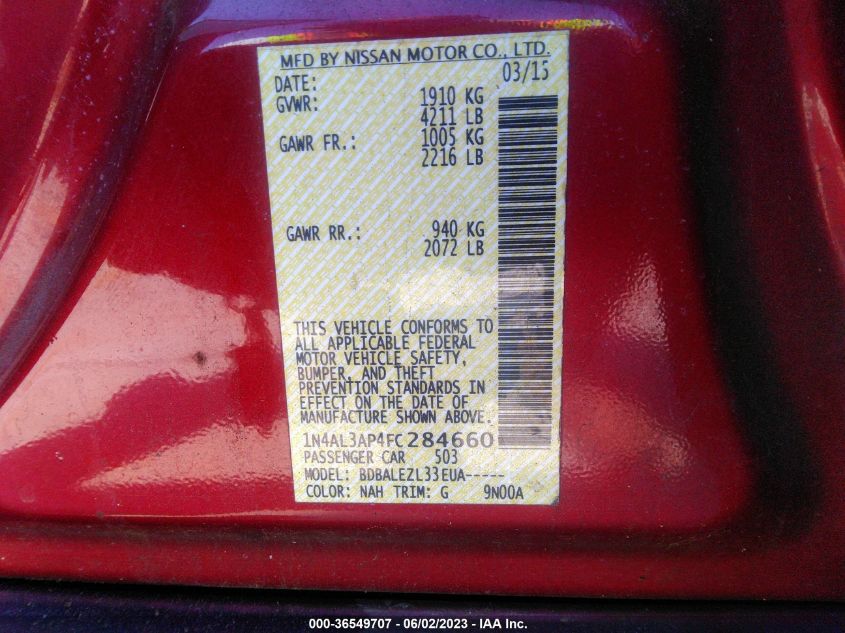 MFD BY NISSAN MOTOR CO., LTD.
DATE: 03/15
GVWR: 1910 KG
4211 LB
GAWR FR.: 1005 KG
2216 LB
GAWR RR.: 940 KG
2072 LB
THIS VEHICLE CONFORMS TO
ALL APPLICABLE FEDERAL
MOTOR VEHICLE SAFETY,
BUMPER, AND THEFT
PREVENTION STANDARDS IN
EFFECT ON THE DATE OF
MANUFACTURE SHOWN ABOVE.
1N4AL3AP4FC284660
PASSENGER CAR 503
MODEL: BDBALEZL33EUA-----
COLOR: NAH TRIM: G 9N00A
000-36549707 - 06/02/2023 - IAA Inc.